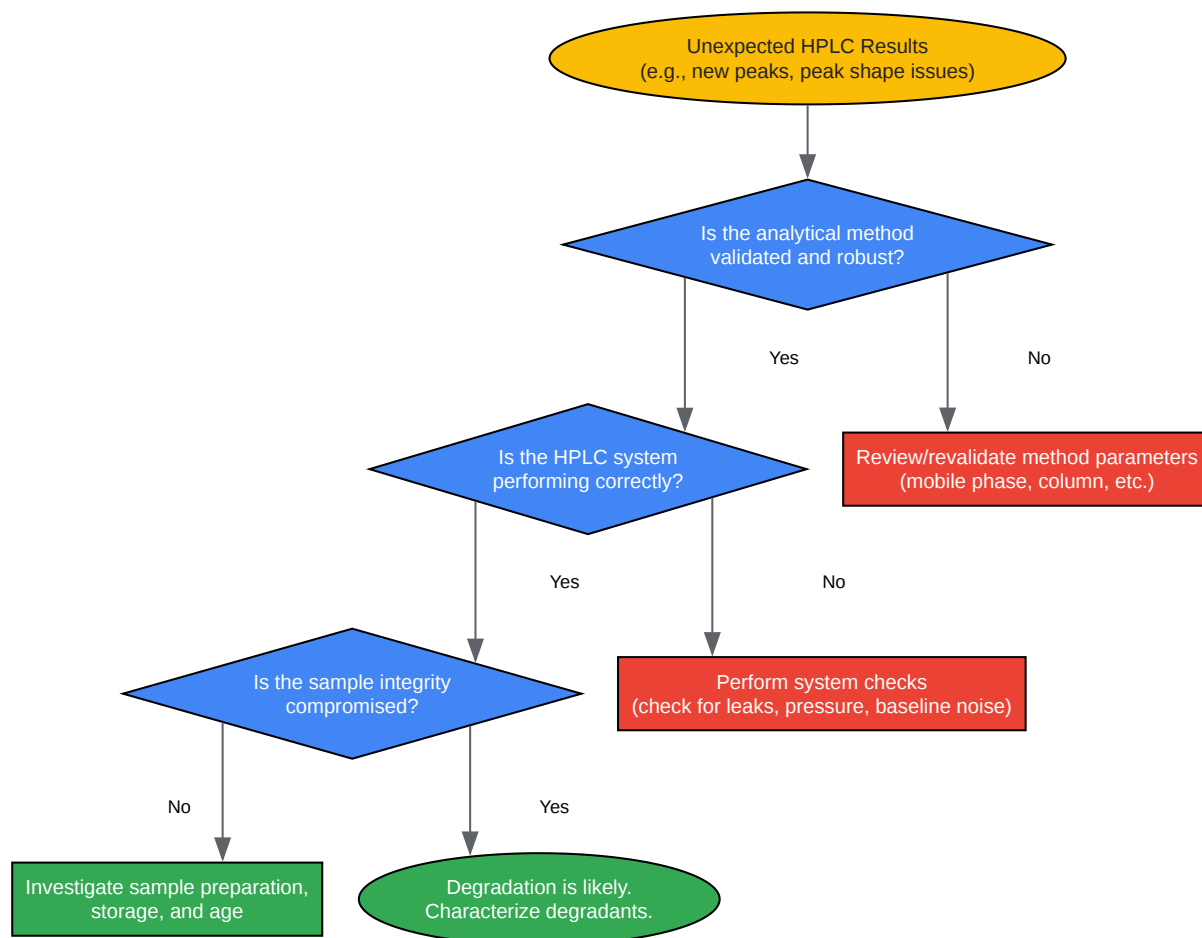 Unexpected HPLC Results
(e.g., new peaks, peak shape issues)
Is the analytical method
validated and robust?
Yes
No
Is the HPLC system
performing correctly?
Review/revalidate method parameters
(mobile phase, column, etc.)
Yes
No
Is the sample integrity
compromised?
Perform system checks
(check for leaks, pressure, baseline noise)
No
Yes
Investigate sample preparation,
storage, and age
Degradation is likely.
Characterize degradants.